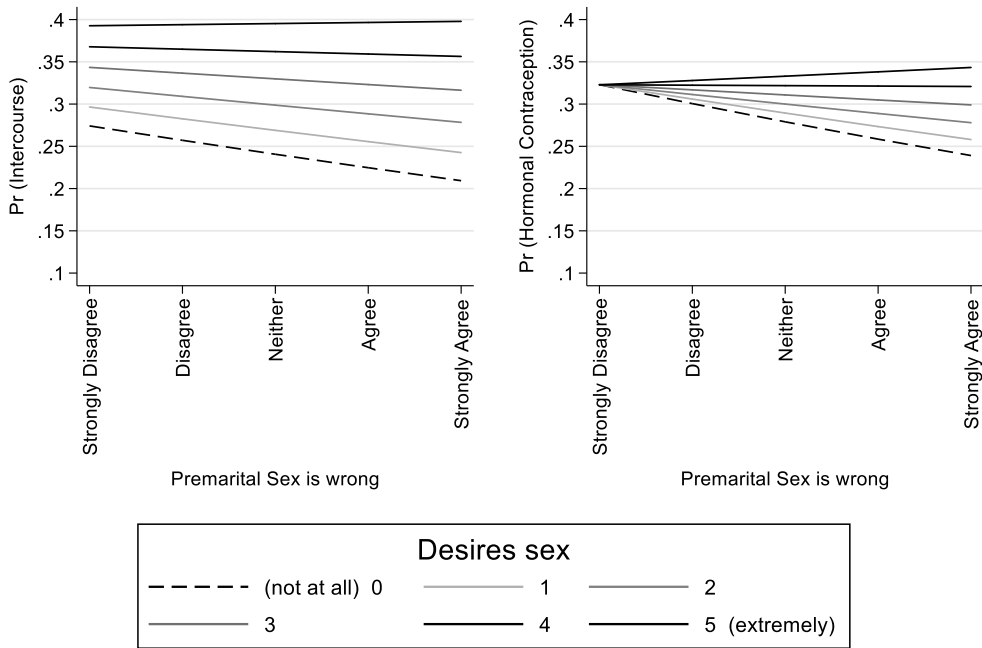 Pr (Intercourse)
.4
.35
.3
.25
.2
.15
.1
Strongly Disagree
Disagree
Neither
Agree
Strongly Agree
Premarital Sex is wrong
Pr (Hormonal Contraception)
.4
.35
.3
.25
.2
.15
.1
Strongly Disagree
Disagree
Neither
Agree
Strongly Agree
Premarital Sex is wrong
Desires sex
(not at all) 0 1 2
3 4 5 (extremely)